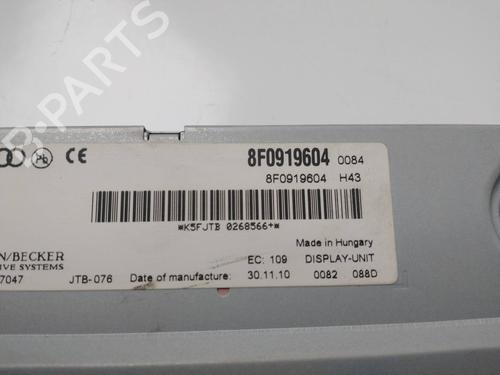 B-PARTS
Pb CE 8F0919604 0084
8F0919604 H43
*K5FJTB 0268566+*
Made in Hungary
N/BECKER
IVE SYSTEMS
EC: 109 DISPLAY-UNIT
7047 JTB-076 Date of manufacture: 30.11.10 0082 088D